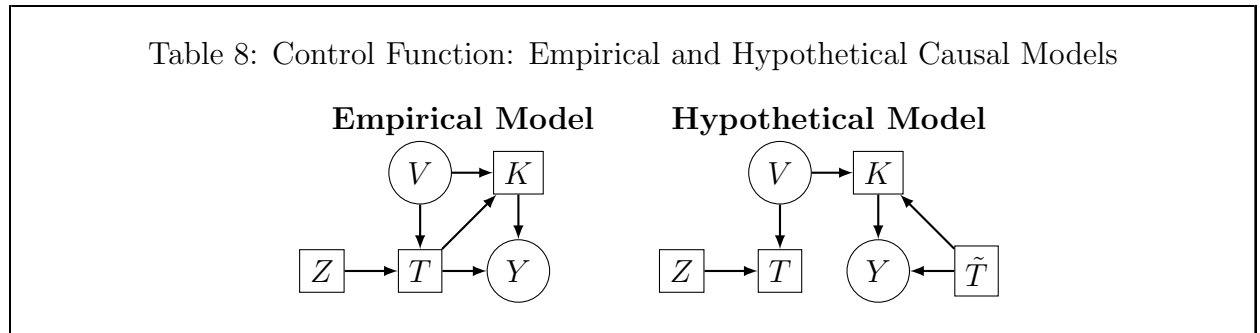 Table 8: Control Function: Empirical and Hypothetical Causal Models
Empirical Model Hypothetical Model
V K V K
Z T Y Z T Y T̃